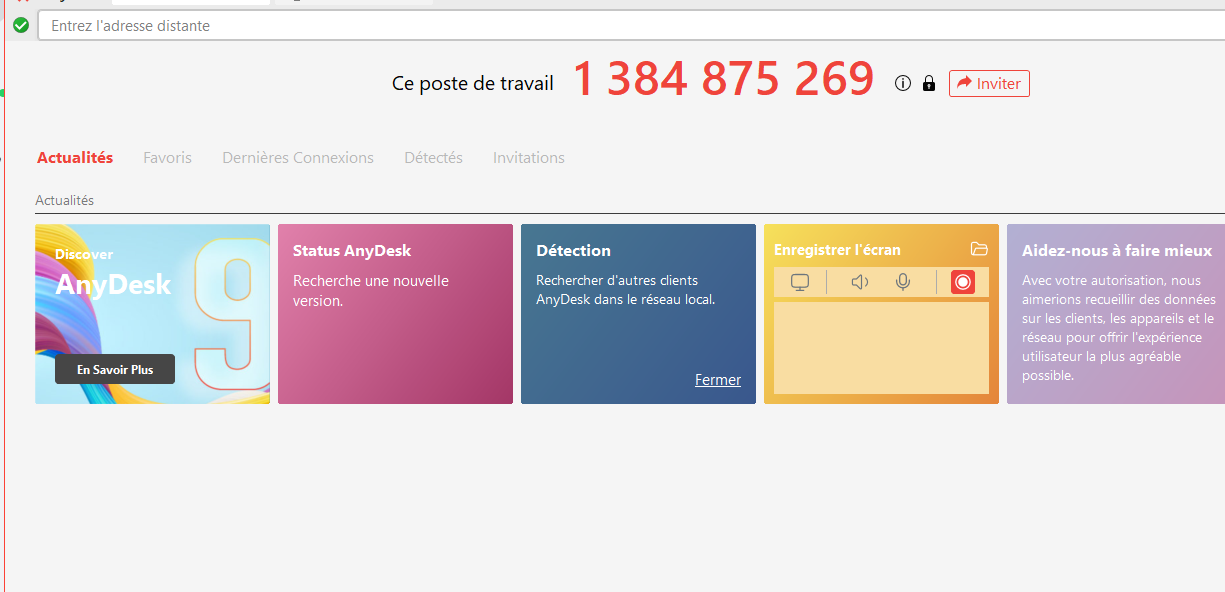 Entrez l'adresse distante
Ce poste de travail 1 384 875 269 Inviter
Actualités Favoris Dernières Connexions Détectés Invitations
Actualités
Discover
AnyDesk
9
En Savoir Plus
Status AnyDesk
Recherche une nouvelle
version.
Détection
Rechercher d'autres clients
AnyDesk dans le réseau local.
Fermer
Enregistrer l'écran
Aidez-nous à faire mieux
Avec votre autorisation, nous
aimerions recueillir des données
sur les clients, les appareils et le
réseau pour offrir l'expérience
utilisateur la plus agréable
possible.